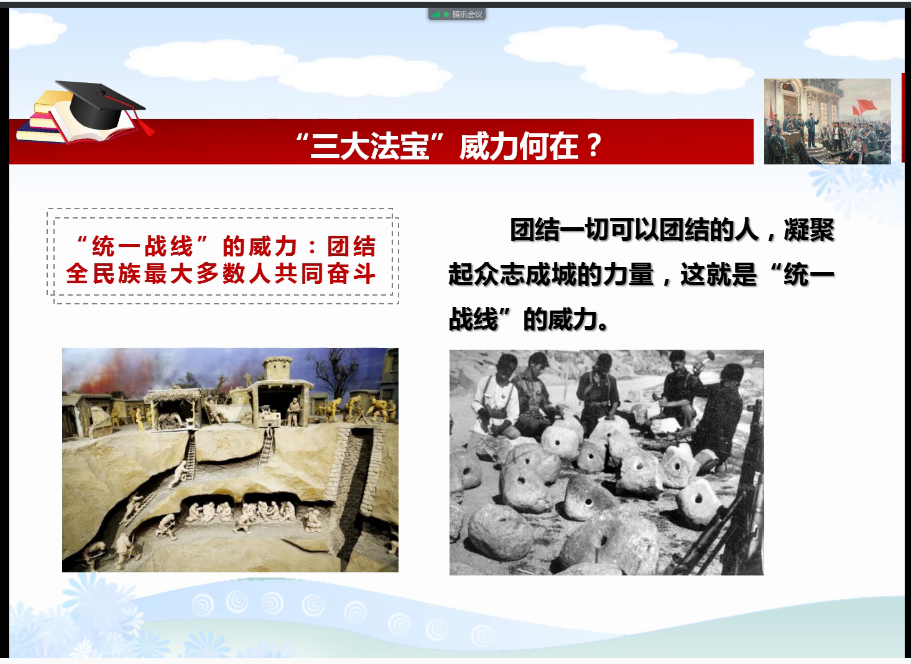 腾讯会议
“三大法宝”威力何在？
“统一战线”的威力：团结
全民族最大多数人共同奋斗
团结一切可以团结的人，凝聚
起众志成城的力量，这就是“统一
战线”的威力。